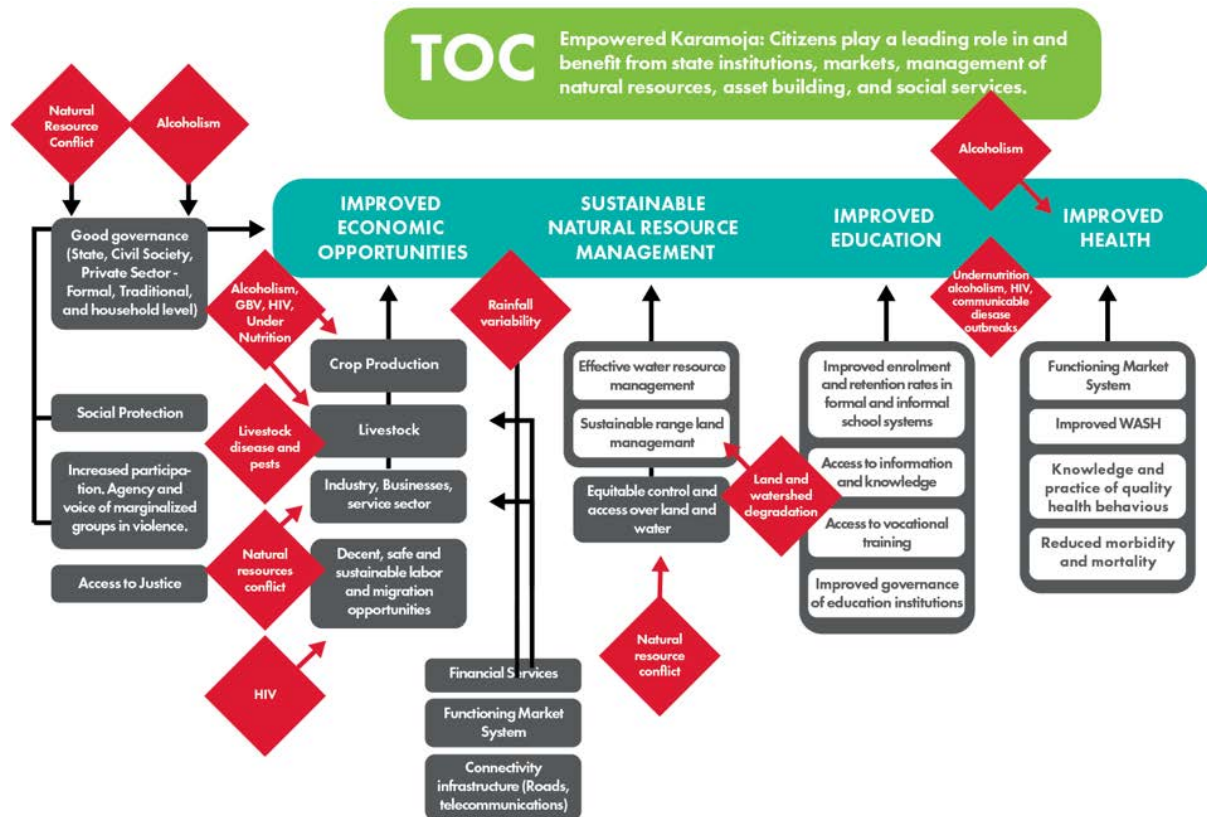 TOC
Empowered Karamoja: Citizens play a leading role in and
benefit from state institutions, markets, management of
natural resources, asset building, and social services.
Natural
Resource
Conflict
Alcoholism
Alcoholism
IMPROVED
ECONOMIC
OPPORTUNITIES
SUSTAINABLE
NATURAL RESOURCE
MANAGEMENT
IMPROVED
EDUCATION
IMPROVED
HEALTH
Good governance
(State, Civil Society,
Private Sector -
Formal, Traditional,
and household level)
Alcoholism,
GBV, HIV,
Under
Nutrition
Rainfall
variability
Undernutrition
alcoholism, HIV,
communicable
diesease
outbreaks
Social Protection
Increased participa-
tion. Agency and
voice of marginalized
groups in violence.
Access to Justice
Livestock
disease and
pests
Natural
resources
conflict
HIV
Crop Production
Livestock
Industry, Businesses,
service sector
Decent, safe and
sustainable labor
and migration
opportunities
Financial Services
Functioning Market
System
Connectivity
infrastructure (Roads,
telecommunications)
Effective water resource
management
Sustainable range land
management
Equitable control and
access over land and
water
Land and
watershed
degradation
Natural
resource
conflict
Improved enrolment
and retention rates in
formal and informal
school systems
Access to information
and knowledge
Access to vocational
training
Improved governance
of education institutions
Functioning Market
System
Improved WASH
Knowledge and
practice of quality
health behavious
Reduced morbidity
and mortality